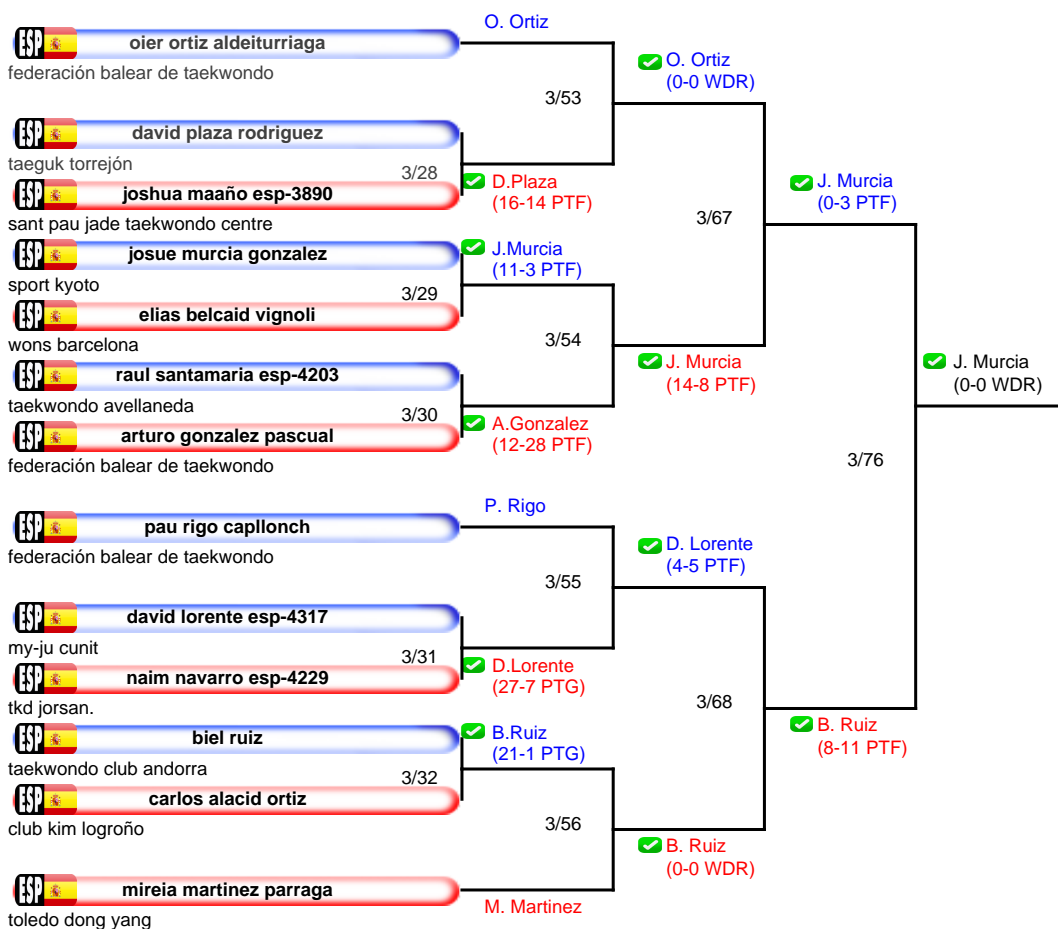 O. Ortiz
ESP oier ortiz aldeiturriaga
federación balear de taekwondo
O. Ortiz
(0-0 WDR)
3/53
ESP david plaza rodriguez
taeguk torrejón
3/28
D.Plaza
(16-14 PTF)
ESP joshua maaño esp-3890
sant pau jade taekwondo centre
J. Murcia
(0-3 PTF)
3/67
ESP josue murcia gonzalez
sport kyoto
J.Murcia
(11-3 PTF)
3/29
ESP elias belcaid vignoli
wons barcelona
3/54
J. Murcia
(14-8 PTF)
ESP raul santamaria esp-4203
taekwondo avellaneda
3/30
A.Gonzalez
(12-28 PTF)
ESP arturo gonzalez pascual
federación balear de taekwondo
J. Murcia
(0-0 WDR)
3/76
P. Rigo
ESP pau rigo capllonch
federación balear de taekwondo
D. Lorente
(4-5 PTF)
3/55
ESP david lorente esp-4317
my-ju cunit
3/31
D.Lorente
(27-7 PTG)
ESP naim navarro esp-4229
tkd jorsan.
3/68
B. Ruiz
(8-11 PTF)
ESP biel ruiz
taekwondo club andorra
B.Ruiz
(21-1 PTG)
3/32
ESP carlos alacid ortiz
club kim logroño
3/56
B. Ruiz
(0-0 WDR)
ESP mireia martinez parraga
toledo dong yang
M. Martinez